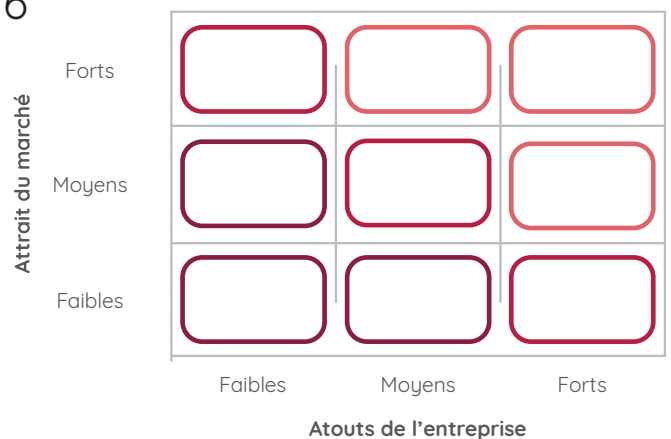 6
Forts
Attrait du marché
Moyens
Faibles
Faibles Moyens Forts
Atouts de l'entreprise